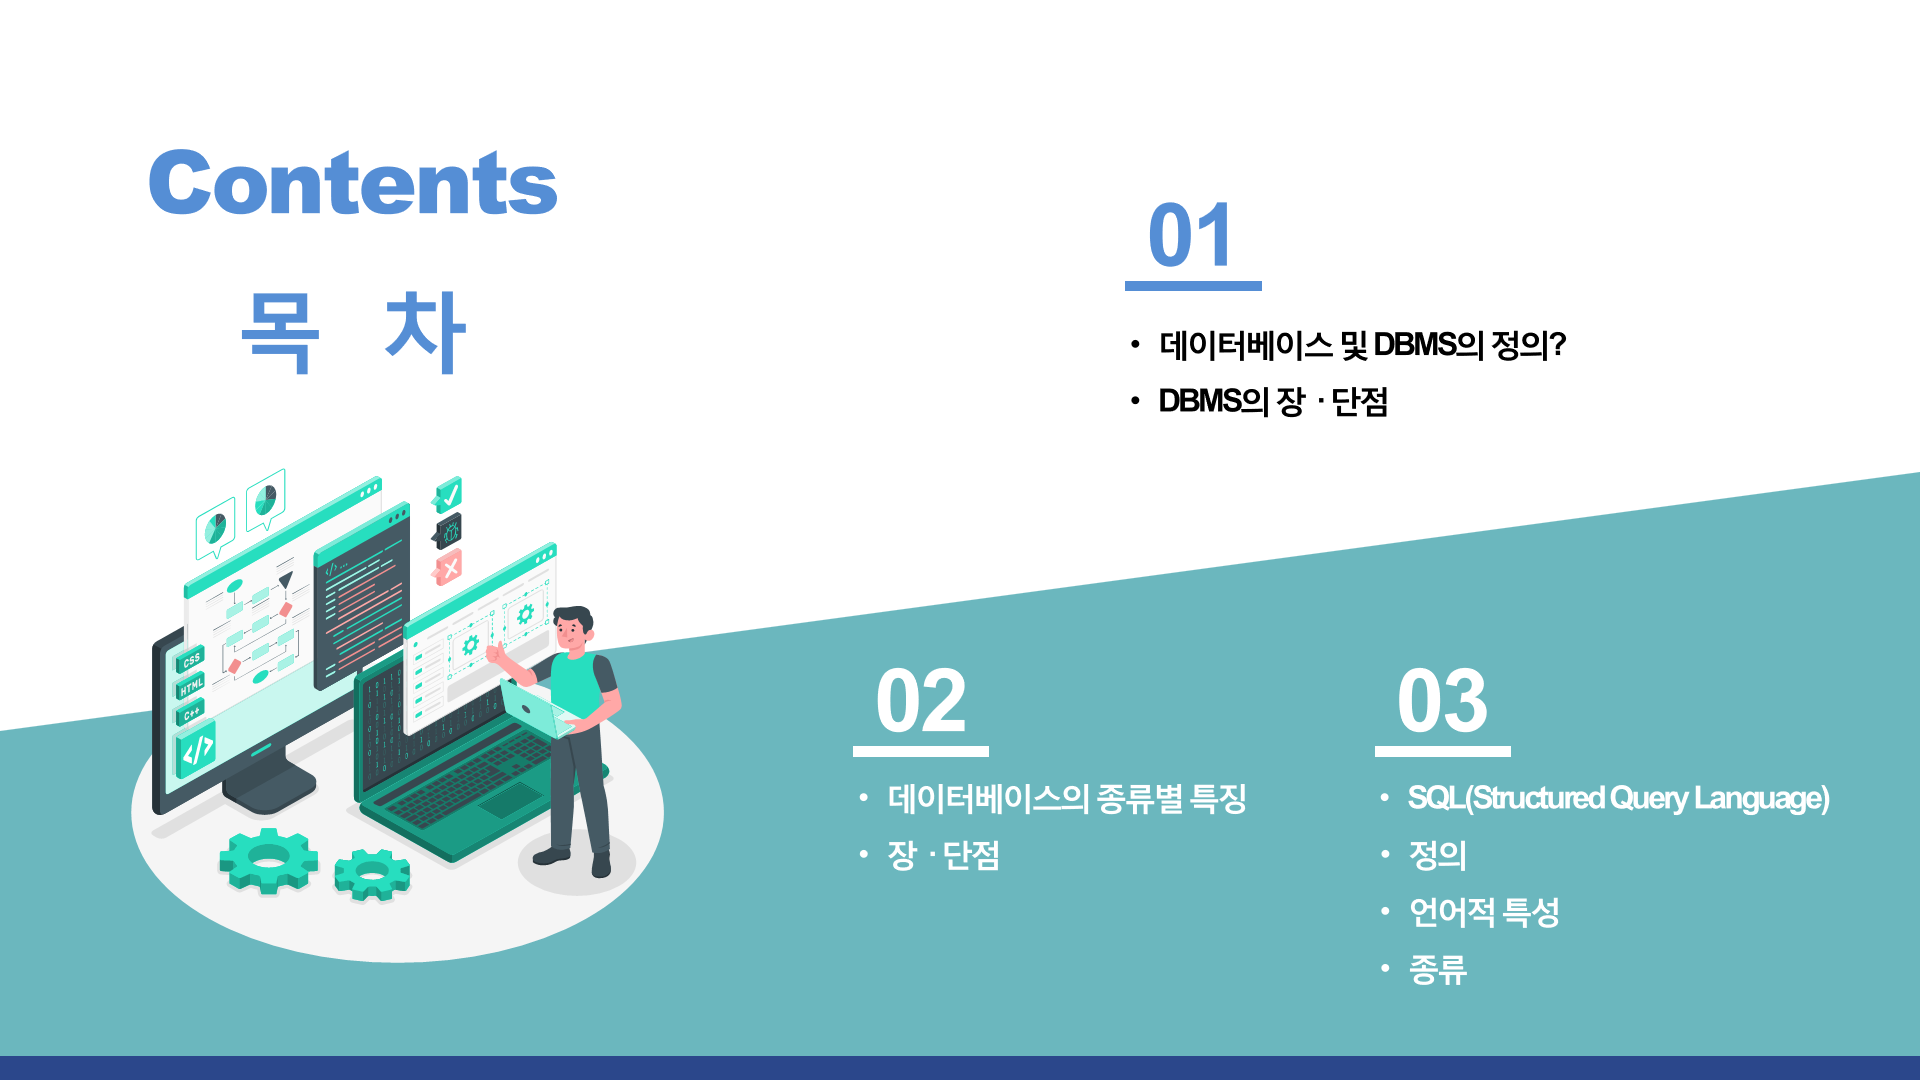 Contents
목 차
01
• 데이터베이스 및 DBMS의 정의?
• DBMS의 장 · 단점
02
• 데이터베이스의 종류별 특징
• 장 · 단점
03
• SQL(Structured Query Language)
• 정의
• 언어적 특성
• 종류
CSS
HTML
C++
</>
</> ...